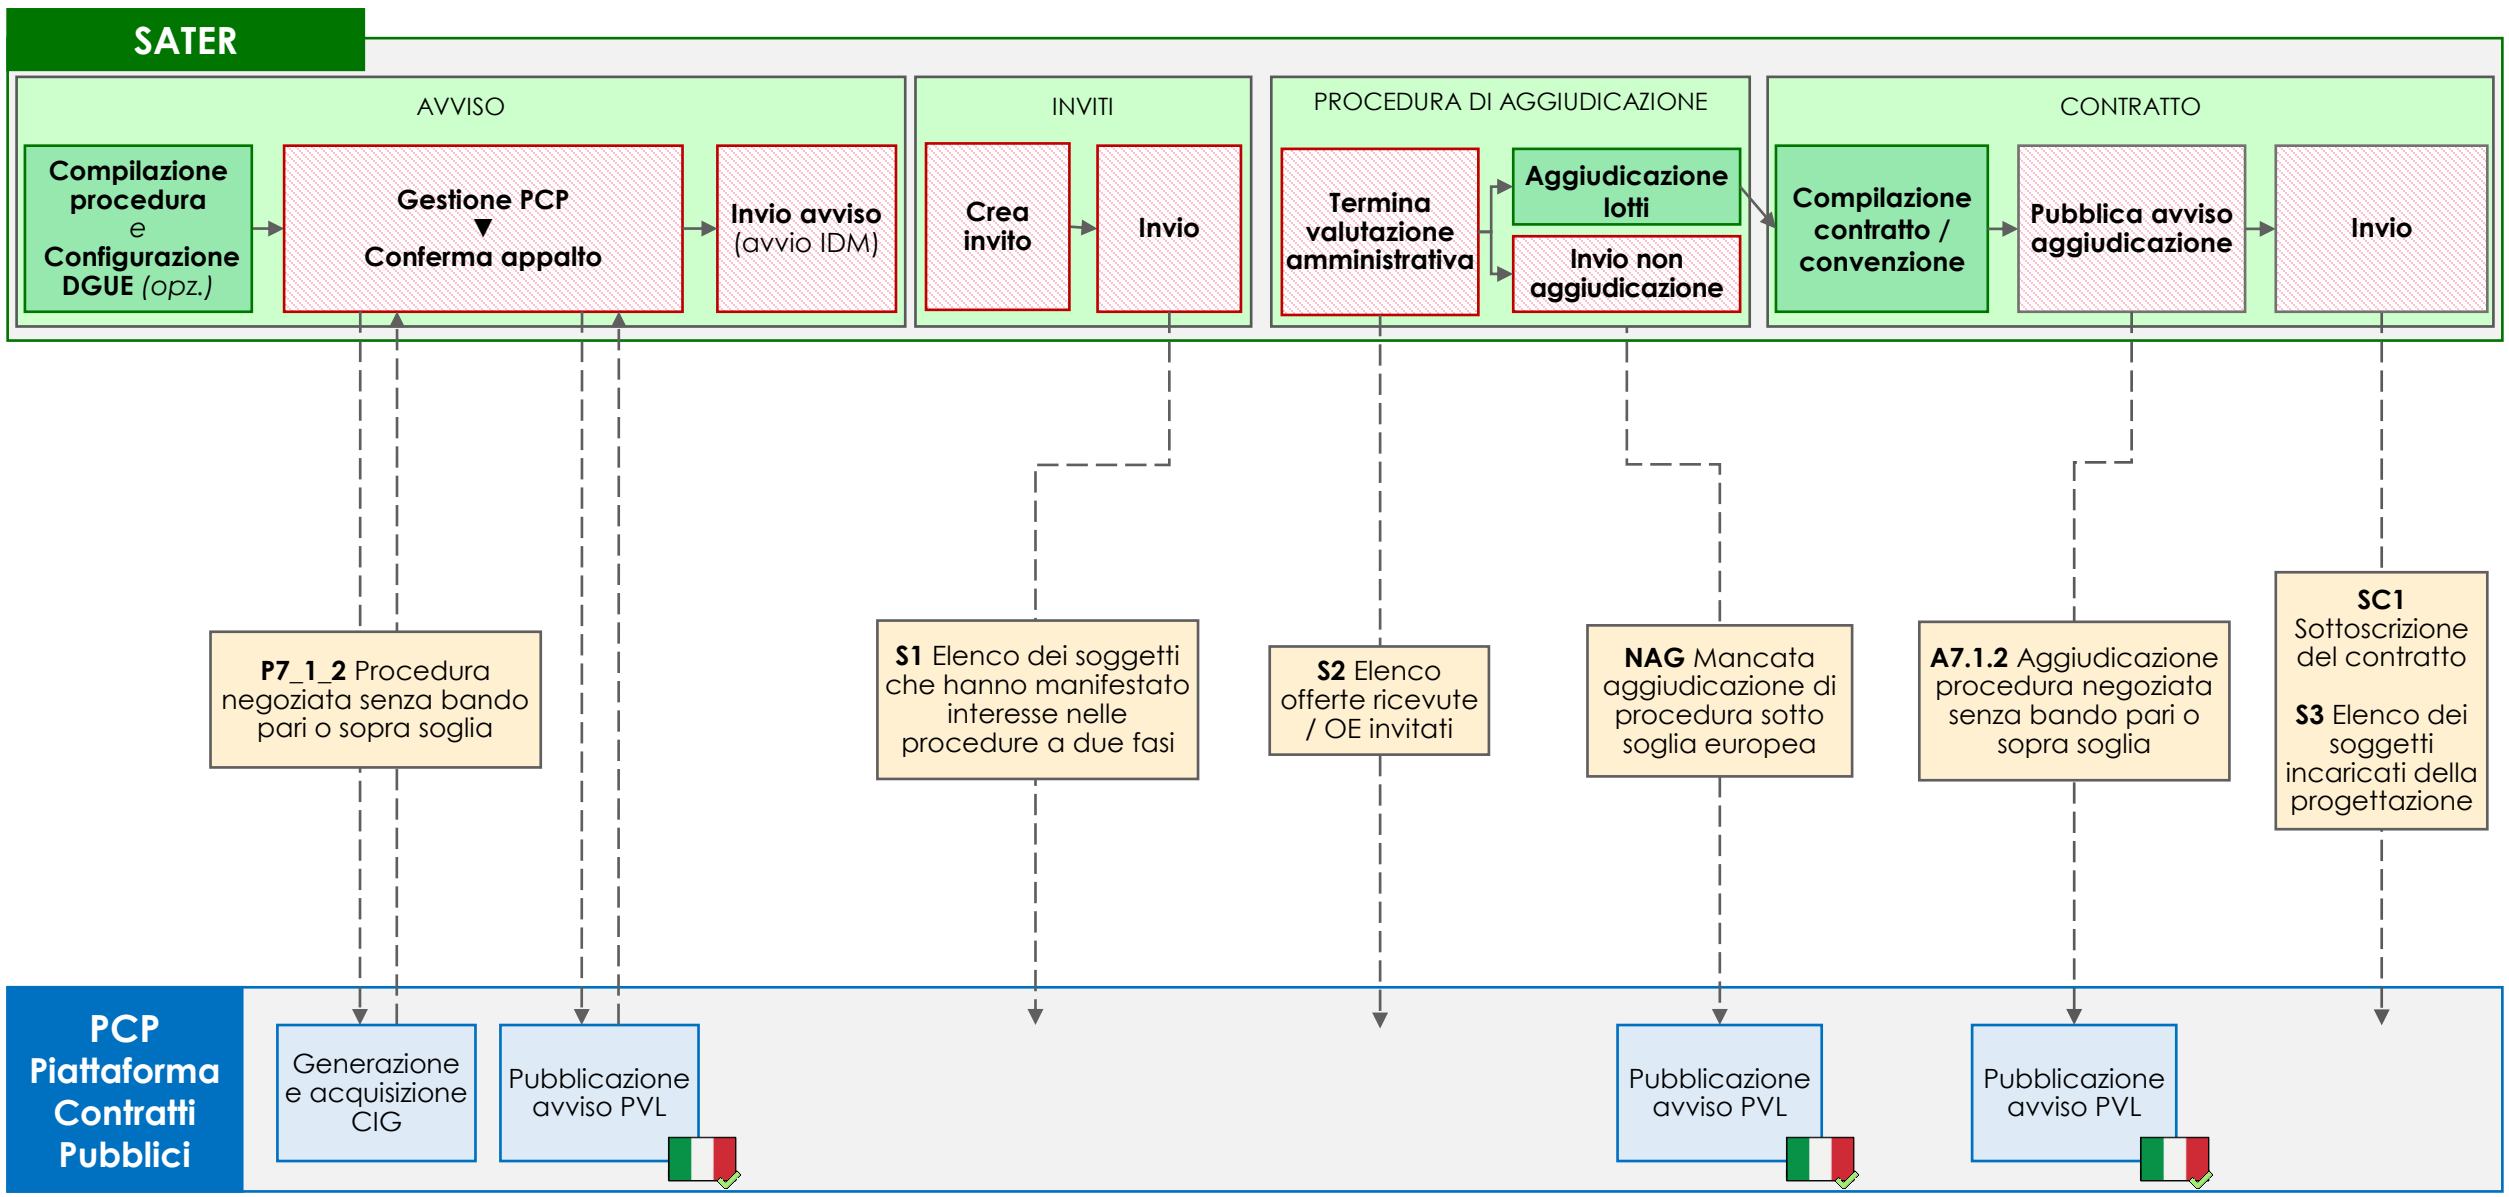 SATER
AVVISO
Compilazione
procedura
e
Configurazione
DGUE (opz.)
Gestione PCP
▼
Conferma appalto
Invio avviso
(avvio IDM)
INVITI
Crea
invito
Invio
PROCEDURA DI AGGIUDICAZIONE
Termina
valutazione
amministrativa
Aggiudicazione
lotti
Invio non
aggiudicazione
CONTRATTO
Compilazione
contratto /
convenzione
Pubblica avviso
aggiudicazione
Invio
P7_1_2 Procedura
negoziata senza bando
pari o sopra soglia
S1 Elenco dei soggetti
che hanno manifestato
interesse nelle
procedure a due fasi
S2 Elenco
offerte ricevute
/ OE invitati
NAG Mancata
aggiudicazione di
procedura sotto
soglia europea
A7.1.2 Aggiudicazione
procedura negoziata
senza bando pari o
sopra soglia
SC1
Sottoscrizione
del contratto
S3 Elenco dei
soggetti
incaricati della
progettazione
PCP
Piattaforma
Contratti
Pubblici
Generazione
e acquisizione
CIG
Pubblicazione
avviso PVL
Pubblicazione
avviso PVL
Pubblicazione
avviso PVL